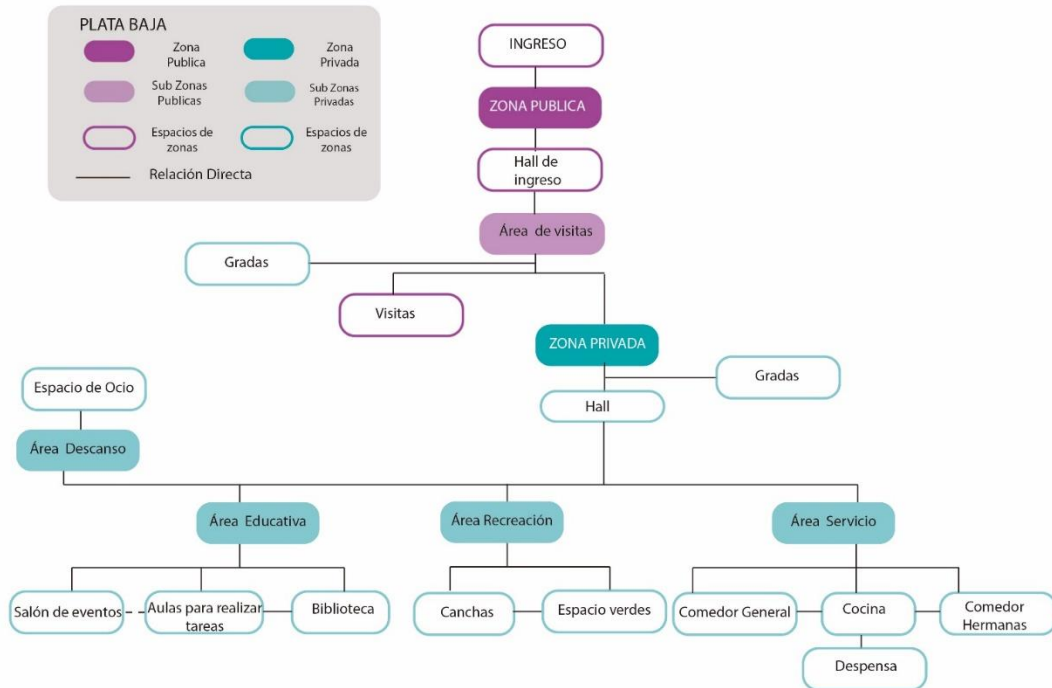 PLATA BAJA
Zona
Publica
Zona
Privada
Sub Zonas
Publicas
Sub Zonas
Privadas
Espacios de
zonas
Espacios de
zonas
Relación Directa
INGRESO
ZONA PUBLICA
Hall de
ingreso
Área de visitas
Gradas
Visitas
ZONA PRIVADA
Gradas
Hall
Espacio de Ocio
Área Descanso
Área Educativa
Área Recreación
Área Servicio
Salón de eventos
Aulas para realizar
tareas
Biblioteca
Canchas
Espacio verdes
Comedor General
Cocina
Comedor
Hermanas
Despensa